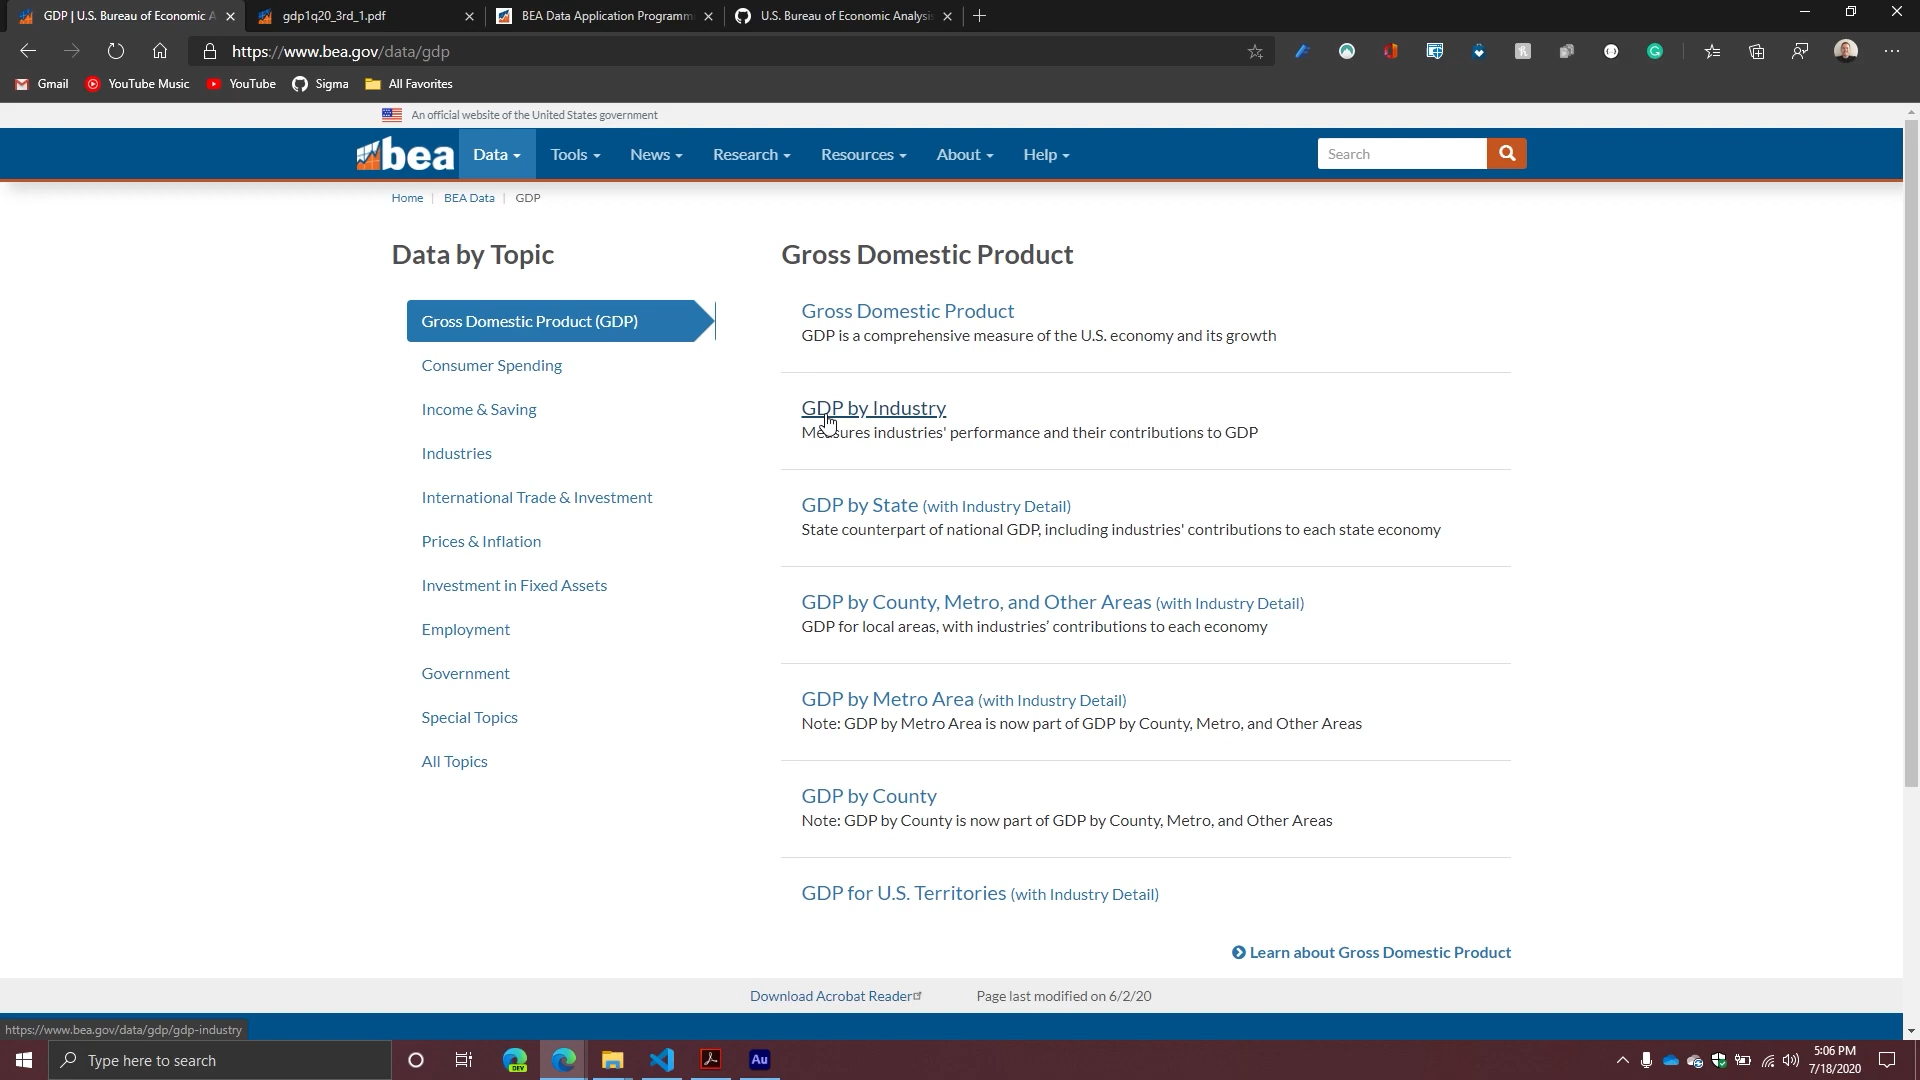 GDP | U.S. Bureau of Economic A
gdp1q20_3rd_1.pdf
BEA Data Application Programm
U.S. Bureau of Economic Analysi
https://www.bea.gov/data/gdp
Gmail
YouTube Music
YouTube
Sigma
All Favorites
An official website of the United States government
bea
Data
Tools
News
Research
Resources
About
Help
Search
Home | BEA Data | GDP
Data by Topic
Gross Domestic Product (GDP)
Consumer Spending
Income & Saving
Industries
International Trade & Investment
Prices & Inflation
Investment in Fixed Assets
Employment
Government
Special Topics
All Topics
Gross Domestic Product
Gross Domestic Product
GDP is a comprehensive measure of the U.S. economy and its growth
GDP by Industry
Measures industries' performance and their contributions to GDP
GDP by State (with Industry Detail)
State counterpart of national GDP, including industries' contributions to each state economy
GDP by County, Metro, and Other Areas (with Industry Detail)
GDP for local areas, with industries’ contributions to each economy
GDP by Metro Area (with Industry Detail)
Note: GDP by Metro Area is now part of GDP by County, Metro, and Other Areas
GDP by County
Note: GDP by County is now part of GDP by County, Metro, and Other Areas
GDP for U.S. Territories (with Industry Detail)
Learn about Gross Domestic Product
Download Acrobat Reader
Page last modified on 6/2/20
https://www.bea.gov/data/gdp/gdp-industry
Type here to search
DEV
Au
5:06 PM
7/18/2020